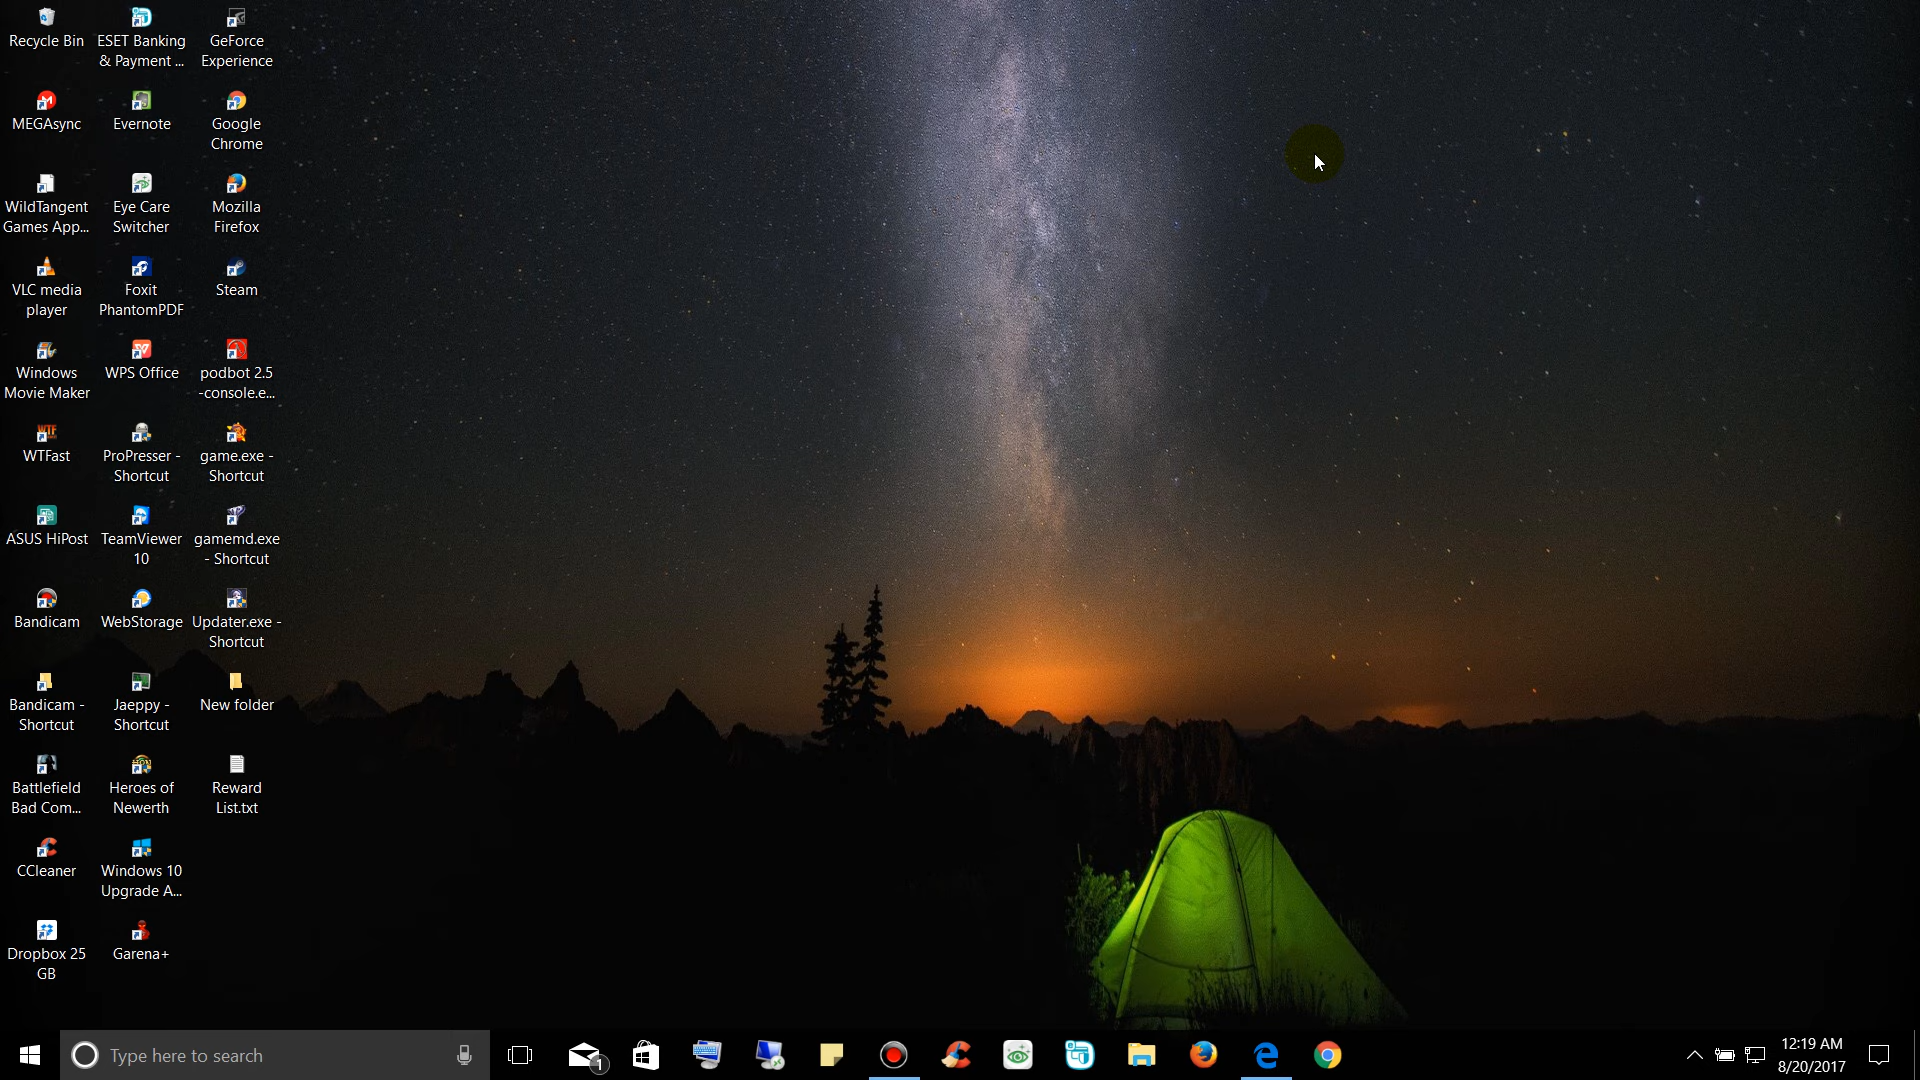 Recycle Bin
ESET Banking
& Payment ...
GeForce
Experience
MEGAsync
Evernote
Google
Chrome
WildTangent
Games App...
Eye Care
Switcher
Mozilla
Firefox
VLC media
player
Foxit
PhantomPDF
Steam
Windows
Movie Maker
WPS Office
podbot 2.5
-console.e...
WTFast
ProPresser -
Shortcut
game.exe -
Shortcut
ASUS HiPost
TeamViewer
10
gamemd.exe
- Shortcut
Bandicam
WebStorage
Updater.exe -
Shortcut
Bandicam -
Shortcut
Jaeppy -
Shortcut
New folder
Battlefield
Bad Com...
Heroes of
Newerth
Reward
List.txt
CCleaner
Windows 10
Upgrade A...
Dropbox 25
GB
Garena+
Type here to search
1
12:19 AM
8/20/2017